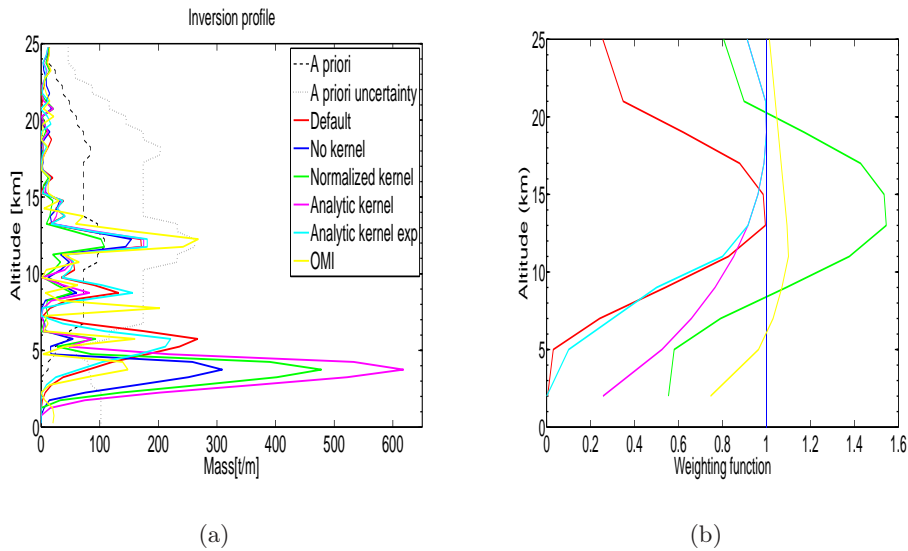 Inversion profile
25
20
15
10
5
0
Altitude [km]
0
100
200
300
400
500
600
Mass[t/m]
A priori
A priori uncertainty
Default
No kernel
Normalized kernel
Analytic kernel
Analytic kernel exp
OMI
(a)
25
20
15
10
5
0
Altitude (km)
0
0.2
0.4
0.6
0.8
1
1.2
1.4
1.6
Weighting function
(b)